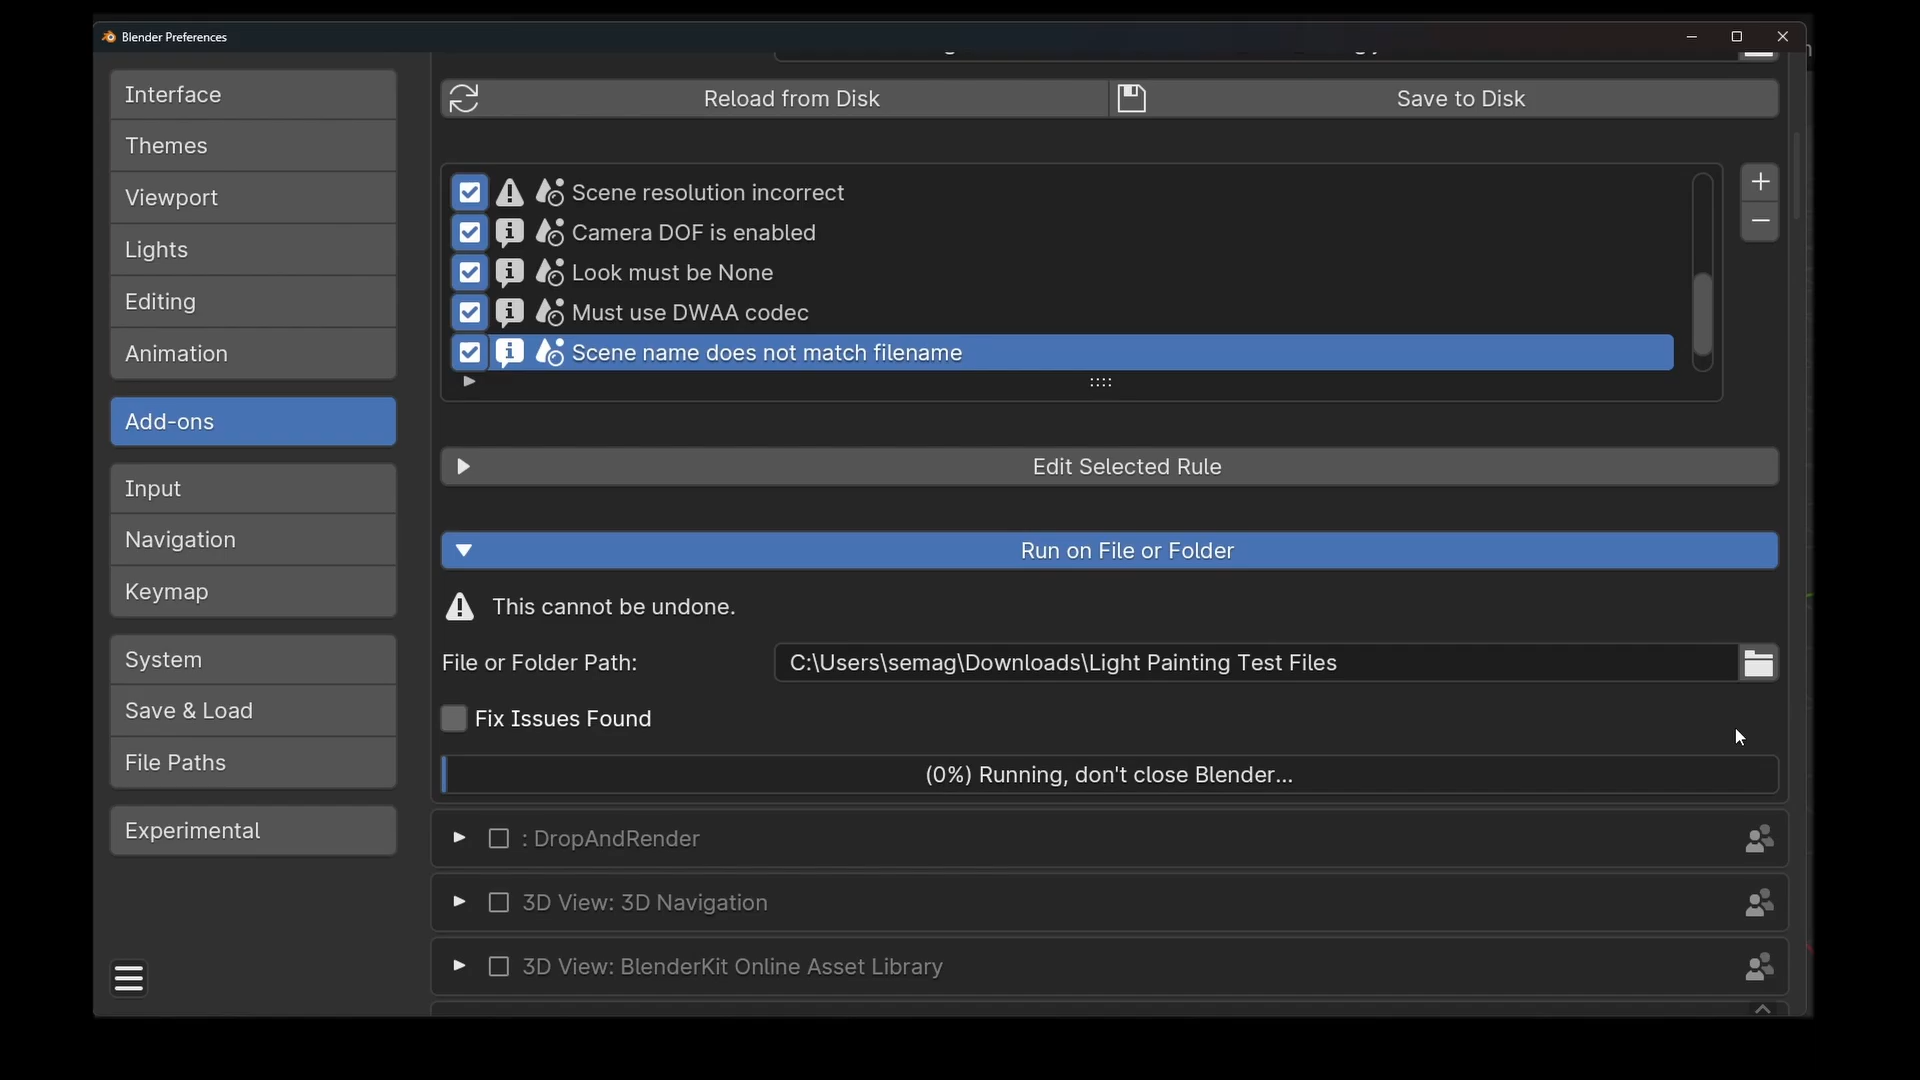 Blender Preferences
Interface
Themes
Viewport
Lights
Editing
Animation
Add-ons
Input
Navigation
Keymap
System
Save & Load
File Paths
Experimental
Reload from Disk
Save to Disk
Scene resolution incorrect
Camera DOF is enabled
Look must be None
Must use DWAA codec
Scene name does not match filename
Edit Selected Rule
Run on File or Folder
This cannot be undone.
File or Folder Path: C:\Users\semag\Downloads\Light Painting Test Files
Fix Issues Found
(0%) Running, don't close Blender...
: DropAndRender
3D View: 3D Navigation
3D View: BlenderKit Online Asset Library